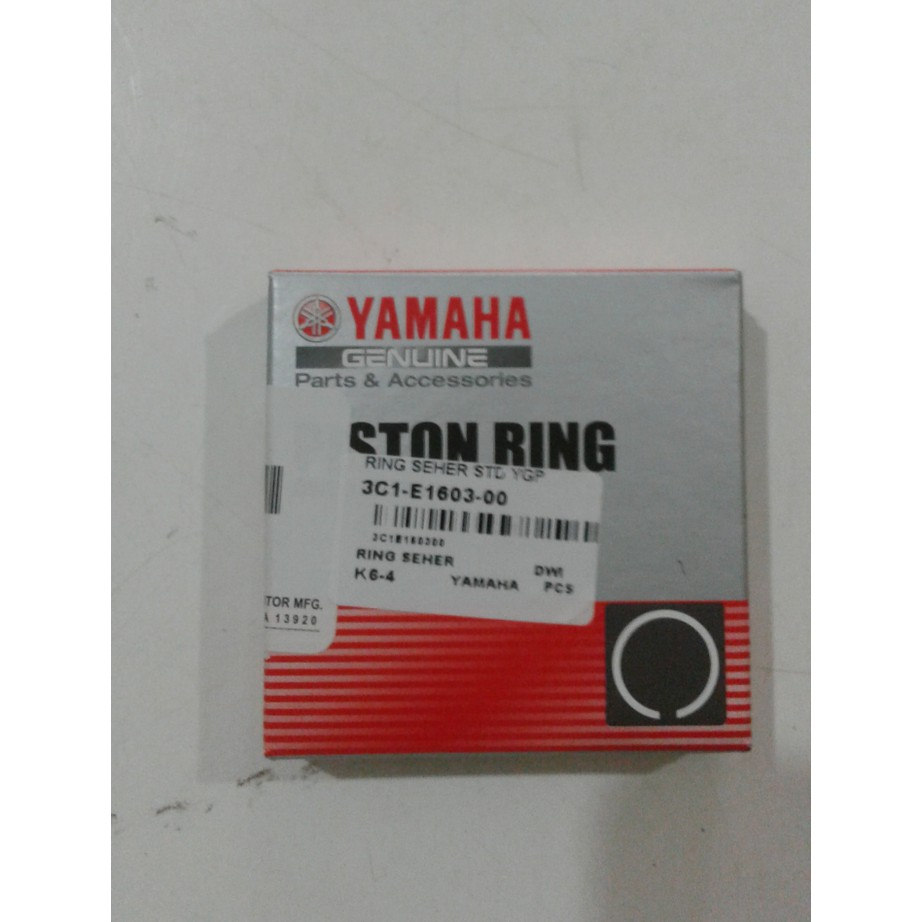 YAMAHA
GENUINE
Parts & Accessories
STON RING
RING SEHER STD YGP
3C1-E1603-00
3C1E160300
RING SEHER DWI
K6-4 YAMAHA PCS
TOR MFG.
A 13920